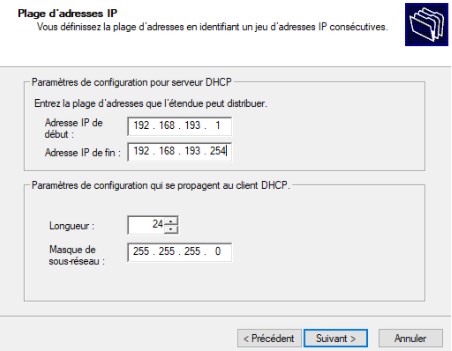 Plage d'adresses IP
Vous définissez la plage d'adresses en identifiant un jeu d'adresses IP consécutives.
Paramètres de configuration pour serveur DHCP
Entrez la plage d'adresses que l'étendue peut distribuer.
Adresse IP de début :
192 . 168 . 193 . 1
Adresse IP de fin :
192 . 168 . 193 . 254
Paramètres de configuration qui se propagent au client DHCP.
Longueur :
24
Masque de sous-réseau :
255 . 255 . 255 . 0
< Précédent
Suivant >
Annuler